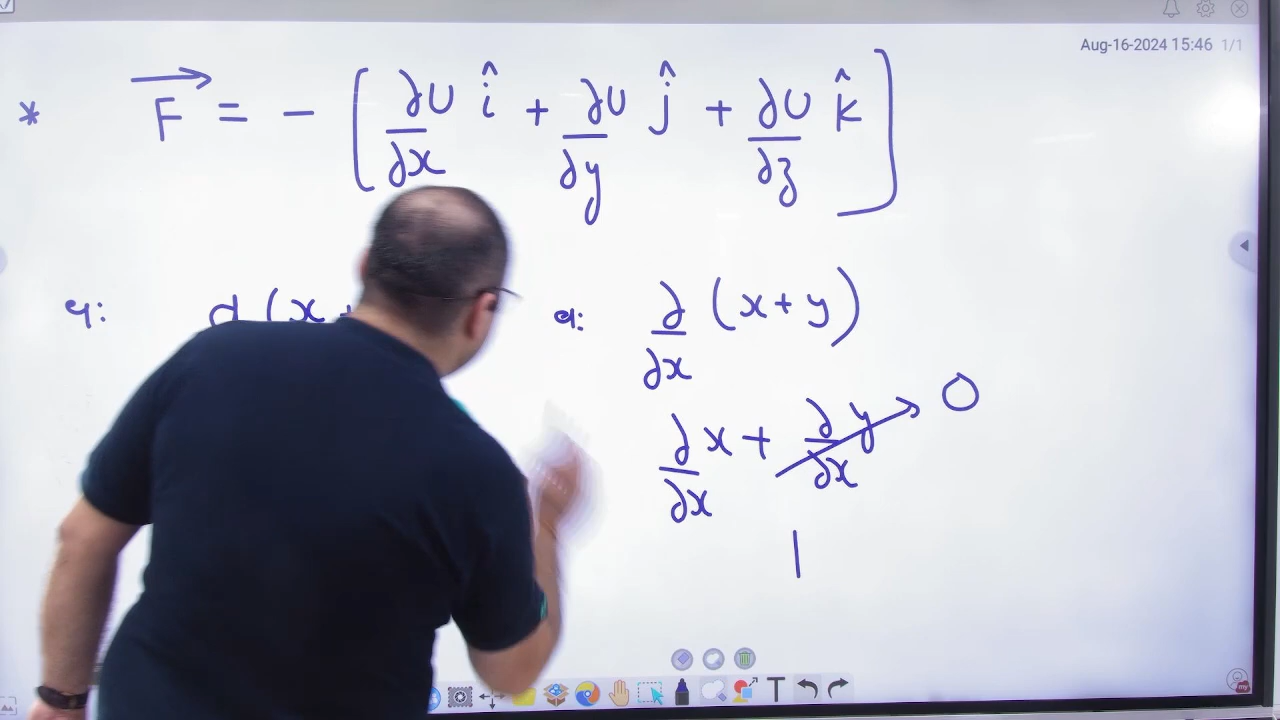 Aug-16-2024 15:46 1/1
* F⃗ = - [ ∂U/∂x î + ∂U/∂y ĵ + ∂U/∂z k̂ ]
q: d (x +
q: ∂/∂x (x+y)
∂/∂x x + ∂/∂x y → 0
1
T